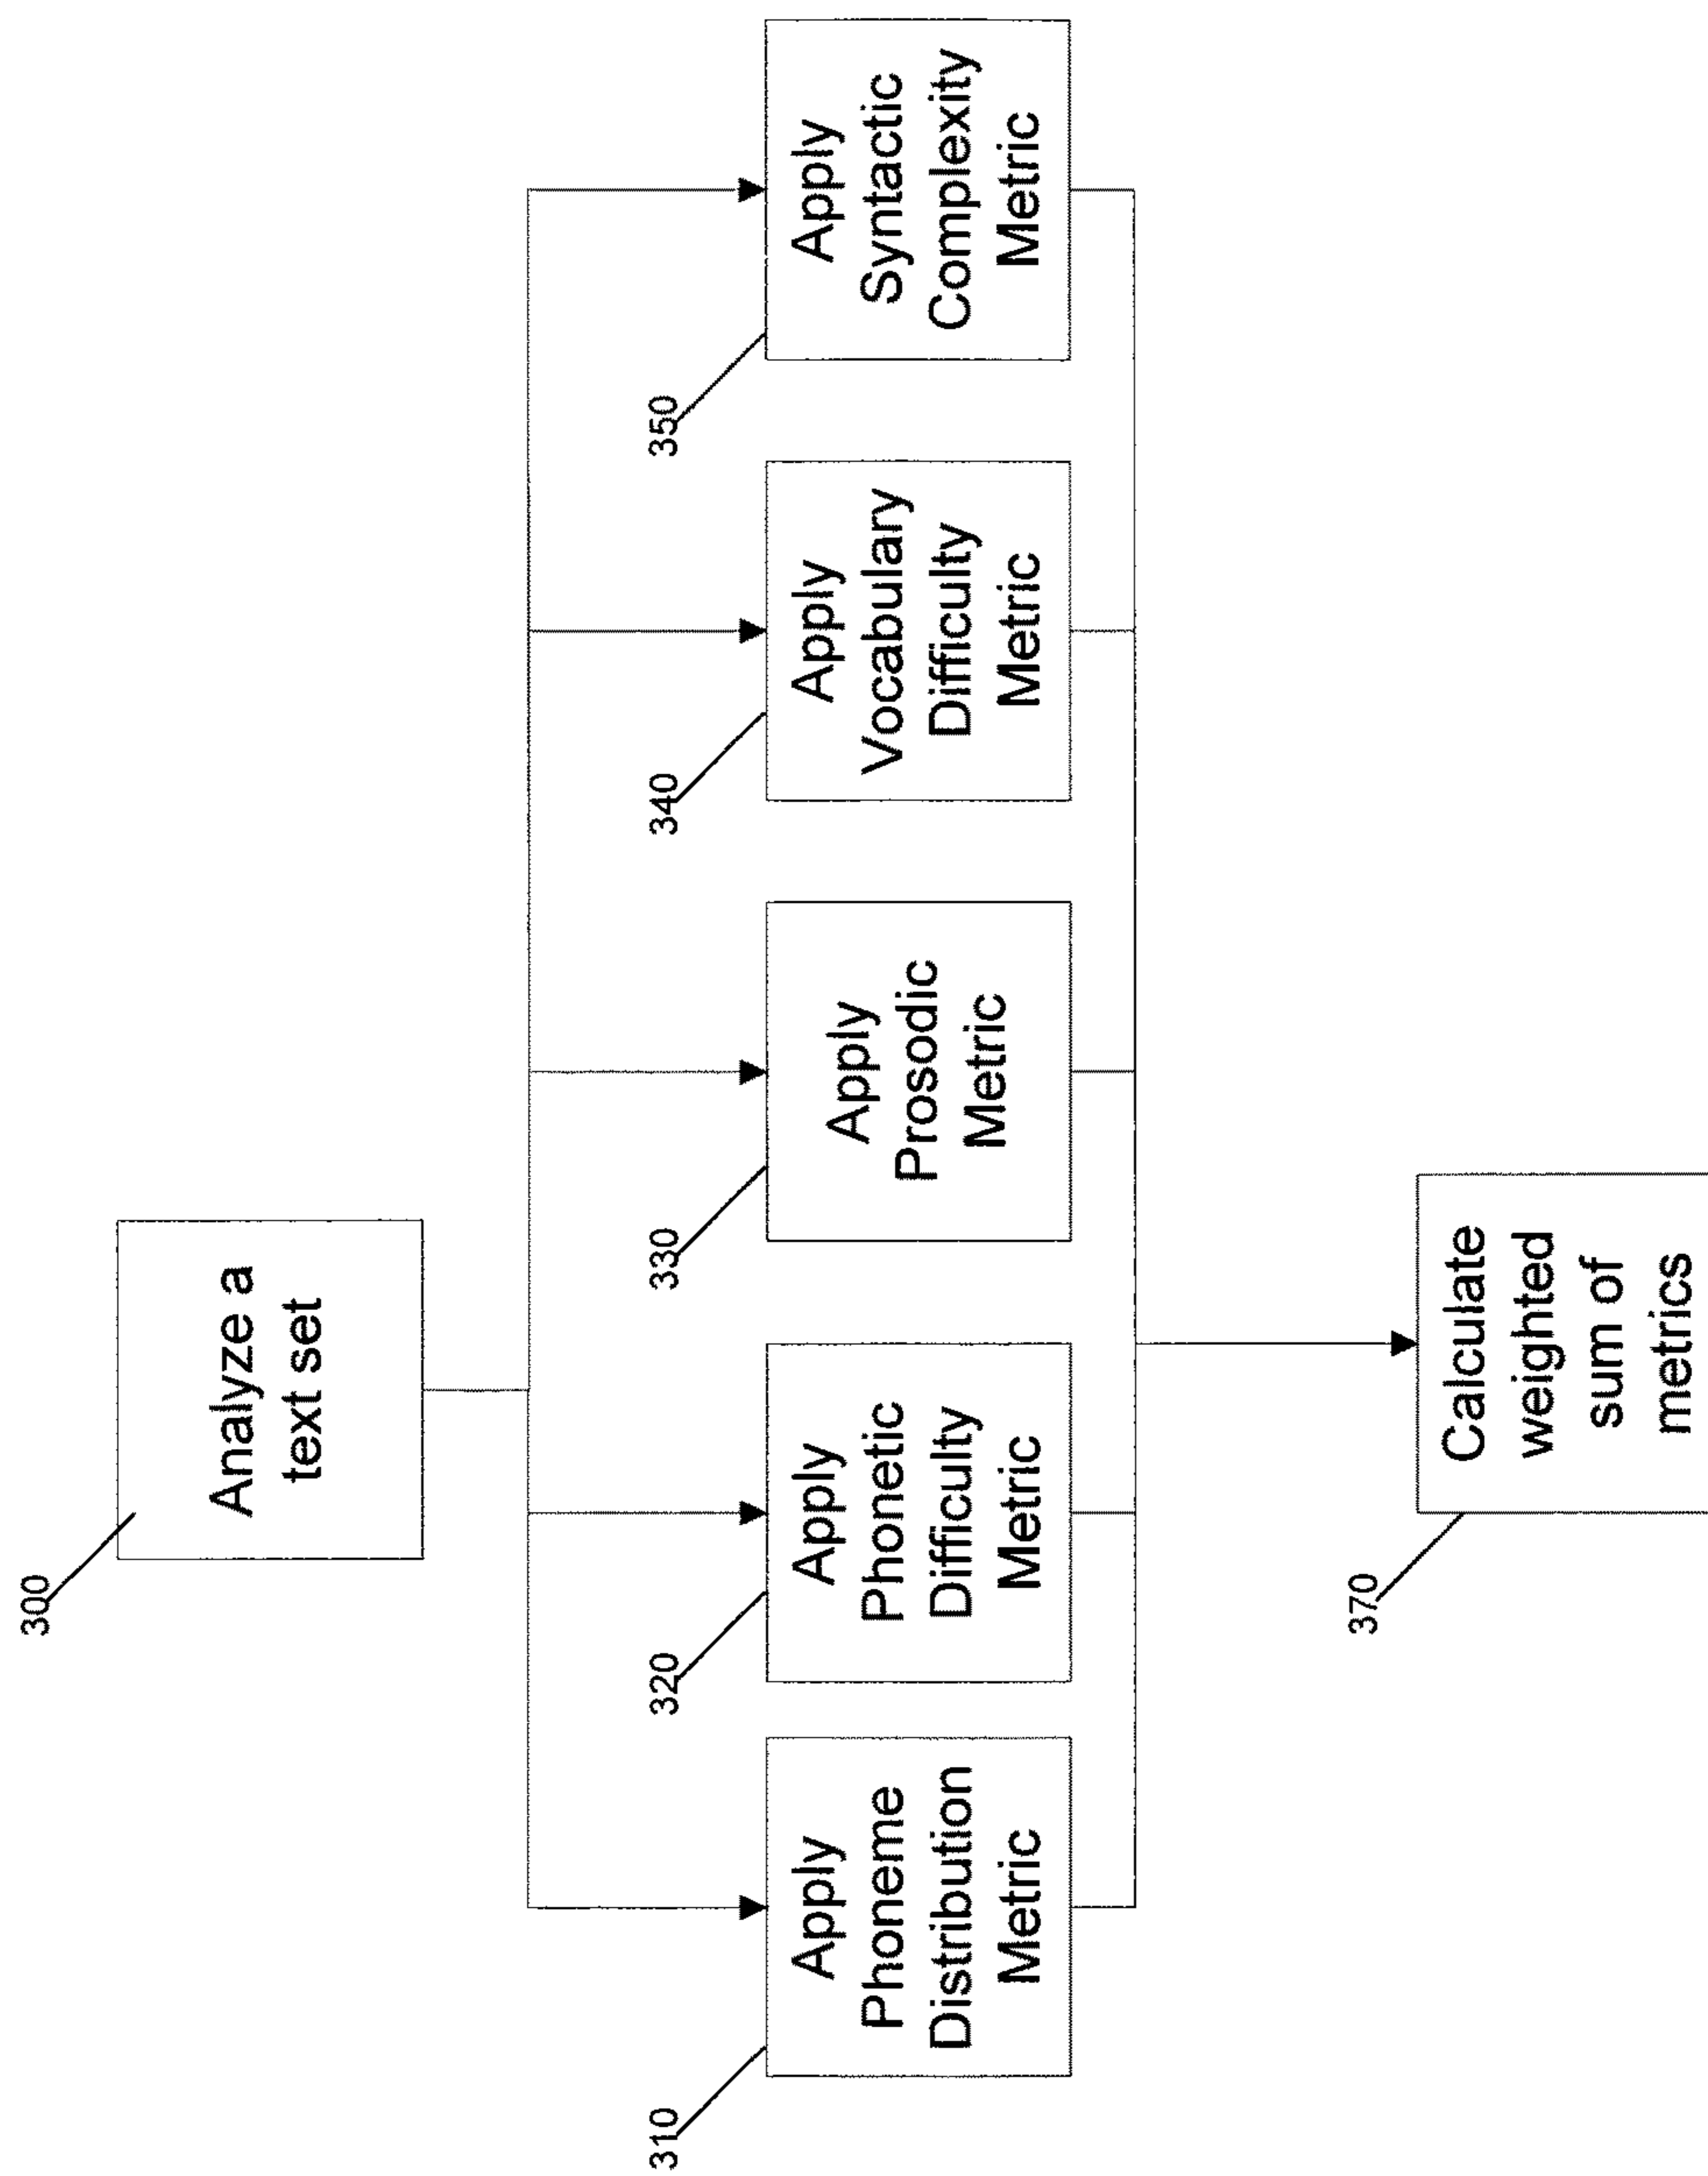 300
Analyze a
text set
310
Apply
Phoneme
Distribution
Metric
320
Apply
Phonetic
Difficulty
Metric
330
Apply
Prosodic
Metric
340
Apply
Vocabulary
Difficulty
Metric
350
Apply
Syntactic
Complexity
Metric
370
Calculate
weighted
sum of
metrics